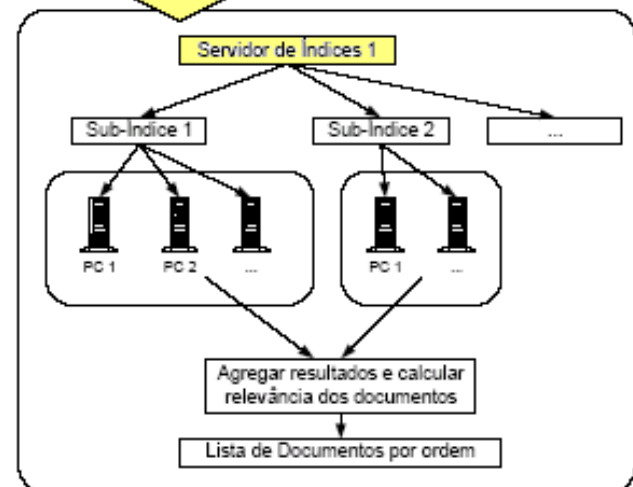 Servidor de Índices 1
Sub-Índice 1
Sub-Índice 2
...
PC 1
PC 2
...
PC 1
...
Agregar resultados e calcular
relevância dos documentos
Lista de Documentos por ordem